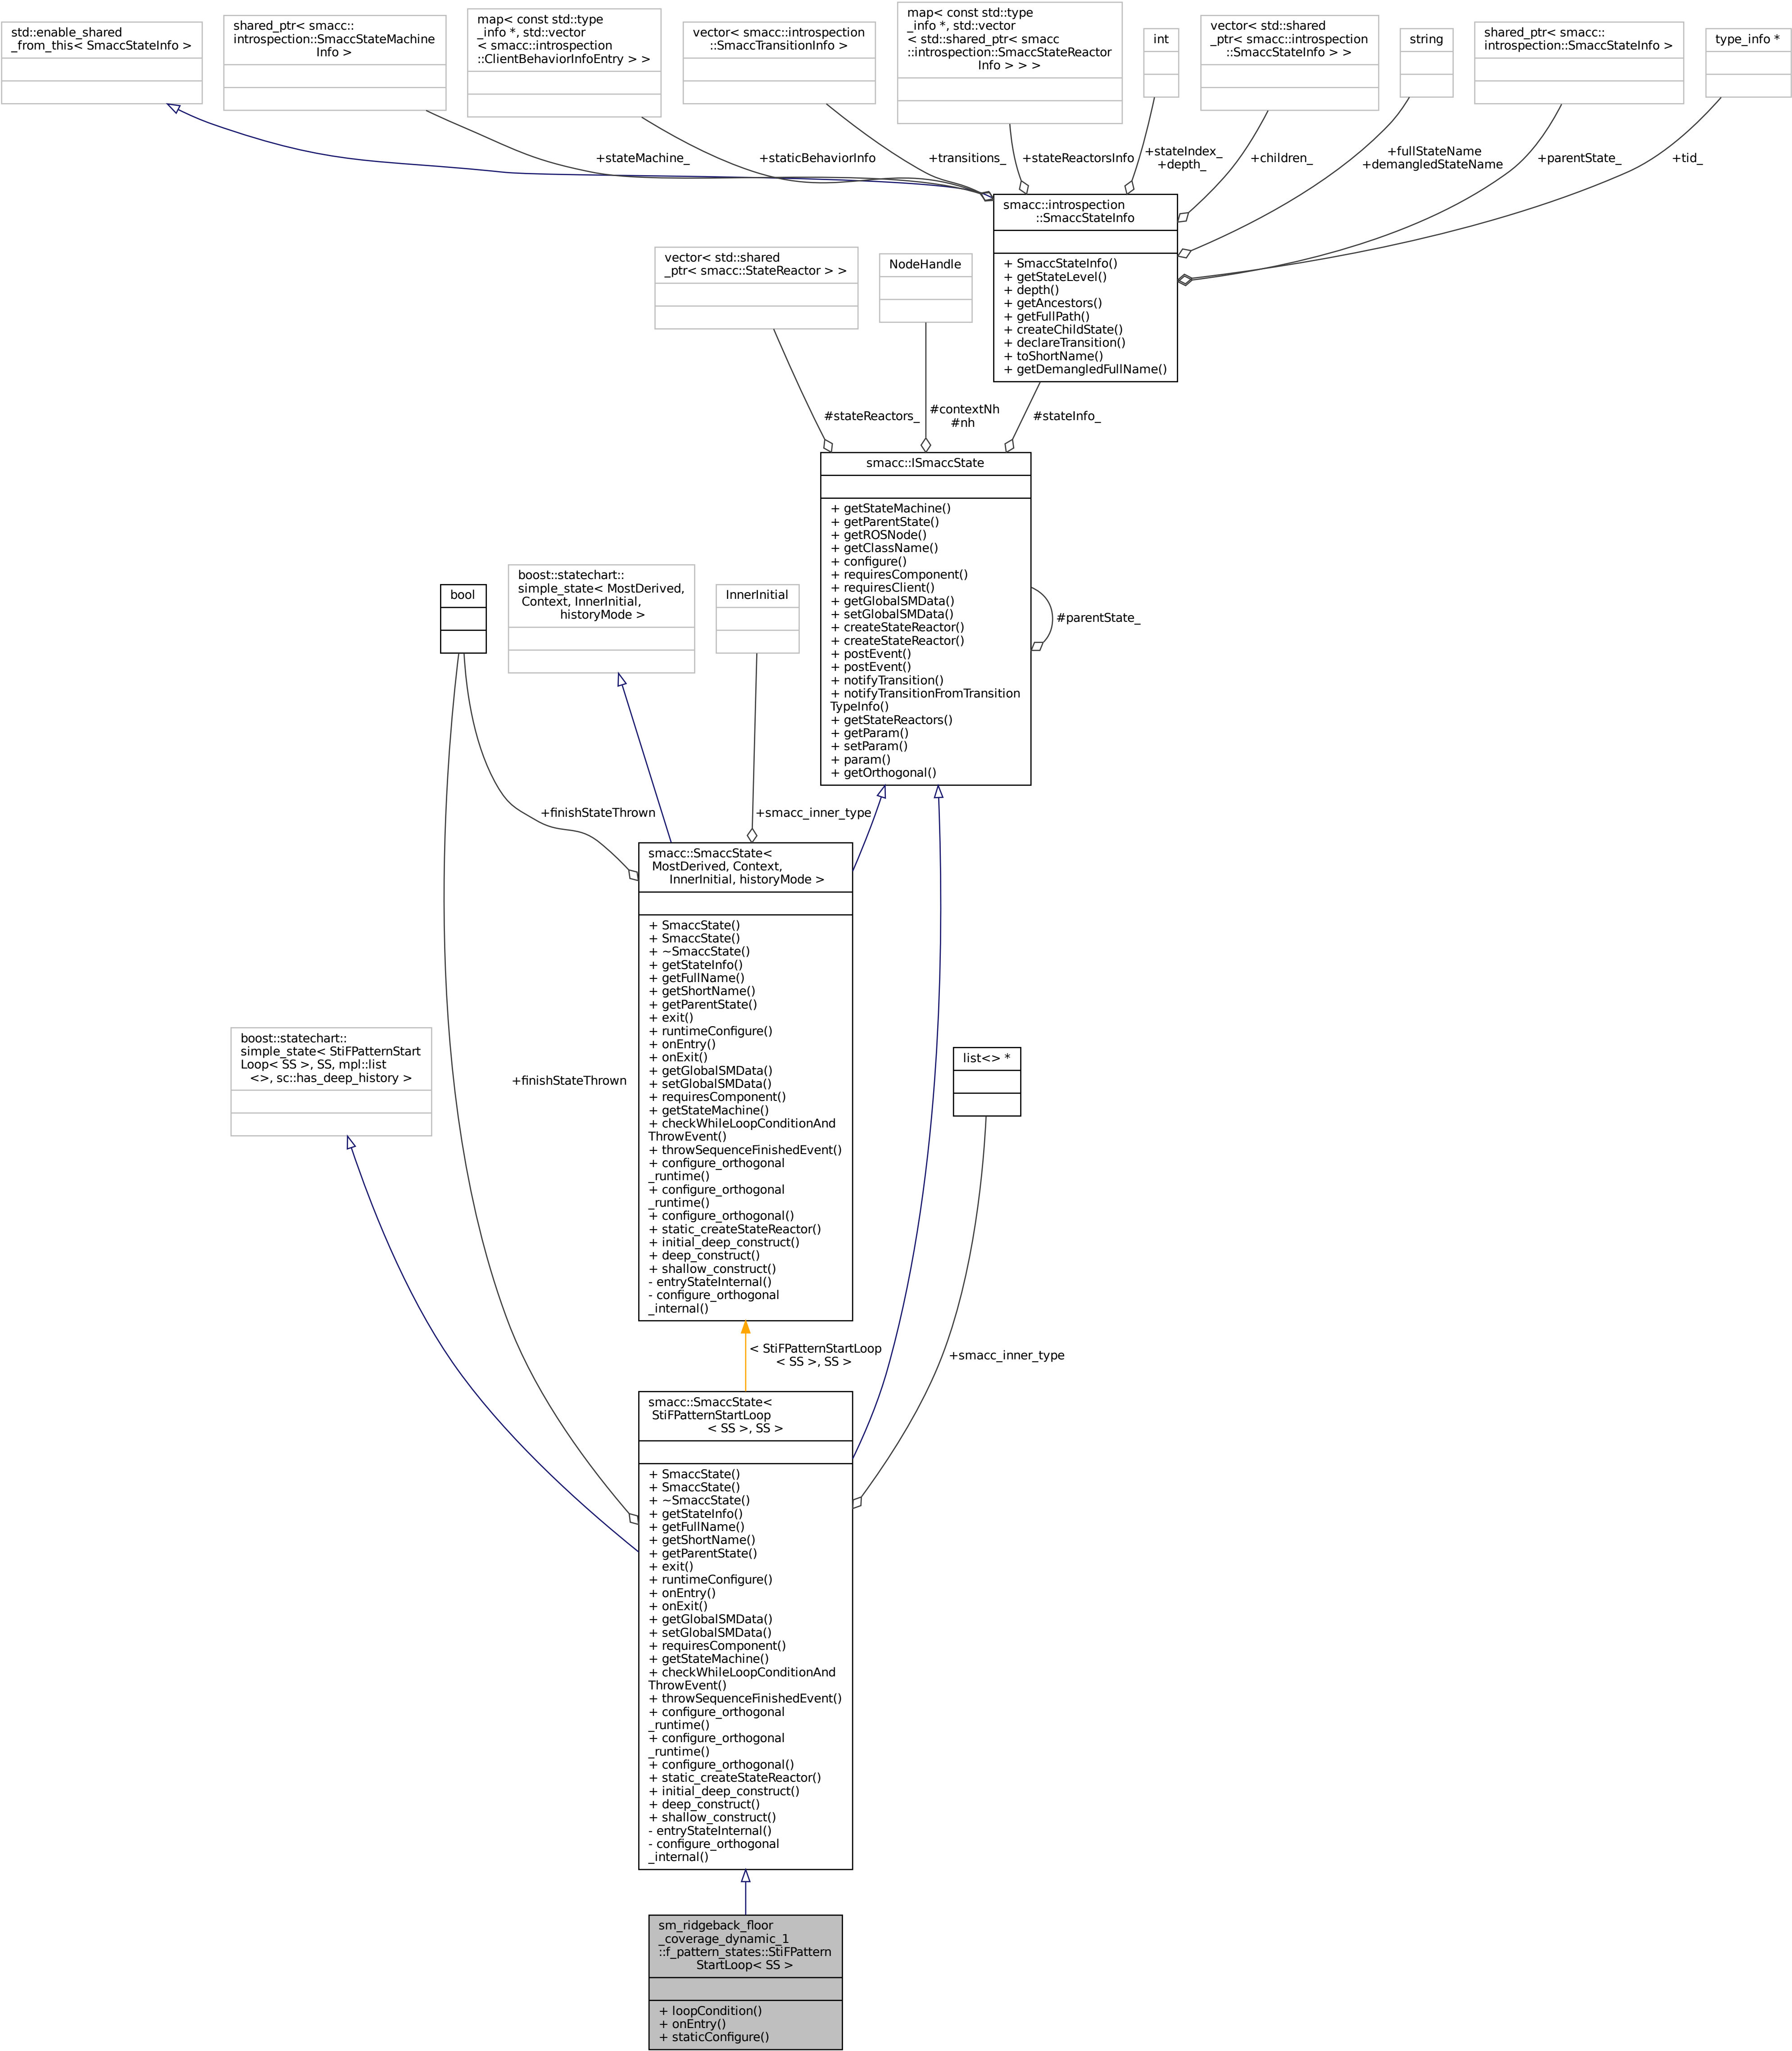 std::enable_shared
_from_this< SmaccStateInfo >
shared_ptr< smacc::
introspection::SmaccStateMachine
Info >
map< const std::type
_info *, std::vector
< smacc::introspection
::ClientBehaviorInfoEntry > >
vector< smacc::introspection
::SmaccTransitionInfo >
map< const std::type
_info *, std::vector
< std::shared_ptr< smacc
::introspection::SmaccStateReactor
Info > > >
int
vector< std::shared
_ptr< smacc::introspection
::SmaccStateInfo > >
string
shared_ptr< smacc::
introspection::SmaccStateInfo >
type_info *
+stateMachine_
+staticBehaviorInfo
+transitions_
+stateReactorsInfo
+stateIndex_
+depth_
+children_
+fullStateName
+demangledStateName
+parentState_
+tid_
smacc::introspection
::SmaccStateInfo
+ SmaccStateInfo()
+ getStateLevel()
+ depth()
+ getAncestors()
+ getFullPath()
+ createChildState()
+ declareTransition()
+ toShortName()
+ getDemangledFullName()
vector< std::shared
_ptr< smacc::StateReactor > >
NodeHandle
#stateReactors_
#contextNh
#nh
#stateInfo_
smacc::ISmaccState
+ getStateMachine()
+ getParentState()
+ getROSNode()
+ getClassName()
+ configure()
+ requiresComponent()
+ requiresClient()
+ getGlobalSMData()
+ setGlobalSMData()
+ createStateReactor()
+ createStateReactor()
+ postEvent()
+ postEvent()
+ notifyTransition()
+ notifyTransitionFromTransition
TypeInfo()
+ getStateReactors()
+ getParam()
+ setParam()
+ param()
+ getOrthogonal()
#parentState_
bool
boost::statechart::
simple_state< MostDerived,
Context, InnerInitial,
historyMode >
InnerInitial
+finishStateThrown
+smacc_inner_type
smacc::SmaccState<
MostDerived, Context,
InnerInitial, historyMode >
+ SmaccState()
+ SmaccState()
+ ~SmaccState()
+ getStateInfo()
+ getFullName()
+ getShortName()
+ getParentState()
+ exit()
+ runtimeConfigure()
+ onEntry()
+ onExit()
+ getGlobalSMData()
+ setGlobalSMData()
+ requiresComponent()
+ getStateMachine()
+ checkWhileLoopConditionAnd
ThrowEvent()
+ throwSequenceFinishedEvent()
+ configure_orthogonal
_runtime()
+ configure_orthogonal
_runtime()
+ configure_orthogonal()
+ static_createStateReactor()
+ initial_deep_construct()
+ deep_construct()
+ shallow_construct()
- entryStateInternal()
- configure_orthogonal
_internal()
boost::statechart::
simple_state< StiFPatternStart
Loop< SS >, SS, mpl::list
<>, sc::has_deep_history >
+finishStateThrown
list<> *
< StiFPatternStartLoop
< SS >, SS >
+smacc_inner_type
smacc::SmaccState<
StiFPatternStartLoop
< SS >, SS >
+ SmaccState()
+ SmaccState()
+ ~SmaccState()
+ getStateInfo()
+ getFullName()
+ getShortName()
+ getParentState()
+ exit()
+ runtimeConfigure()
+ onEntry()
+ onExit()
+ getGlobalSMData()
+ setGlobalSMData()
+ requiresComponent()
+ getStateMachine()
+ checkWhileLoopConditionAnd
ThrowEvent()
+ throwSequenceFinishedEvent()
+ configure_orthogonal
_runtime()
+ configure_orthogonal
_runtime()
+ configure_orthogonal()
+ static_createStateReactor()
+ initial_deep_construct()
+ deep_construct()
+ shallow_construct()
- entryStateInternal()
- configure_orthogonal
_internal()
sm_ridgeback_floor
_coverage_dynamic_1
::f_pattern_states::StiFPattern
StartLoop< SS >
+ loopCondition()
+ onEntry()
+ staticConfigure()